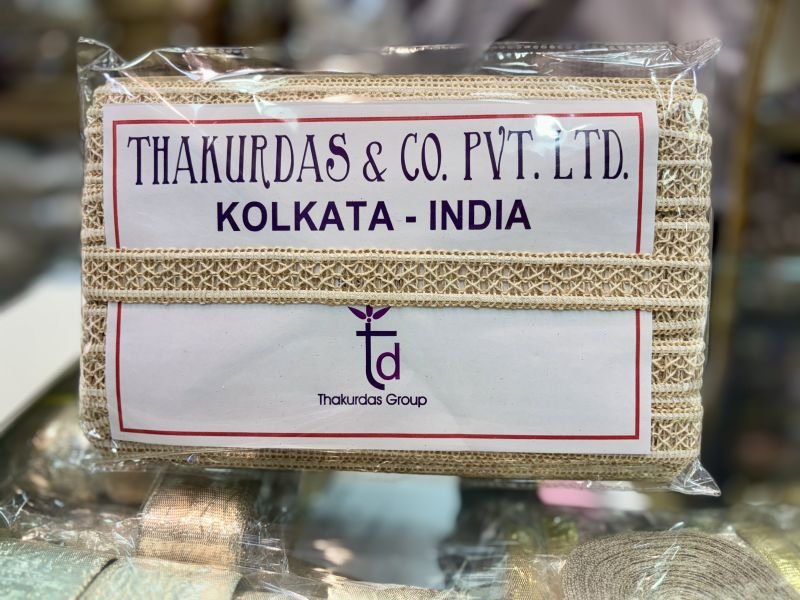 THAKURDAS & CO. PVT. LTD.
KOLKATA - INDIA
td
Thakurdas Group